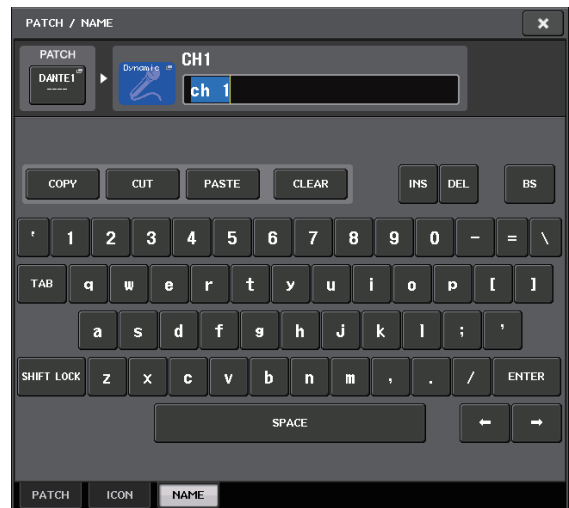 PATCH / NAME
×
PATCH
DANTE1
----
Dynamic
CH1
ch 1
COPY CUT PASTE CLEAR INS DEL BS
' 1 2 3 4 5 6 7 8 9 0 - = \
TAB q w e r t y u i o p [ ]
a s d f g h j k l ; '
SHIFT LOCK z x c v b n m , . / ENTER
SPACE ← →
PATCH ICON NAME